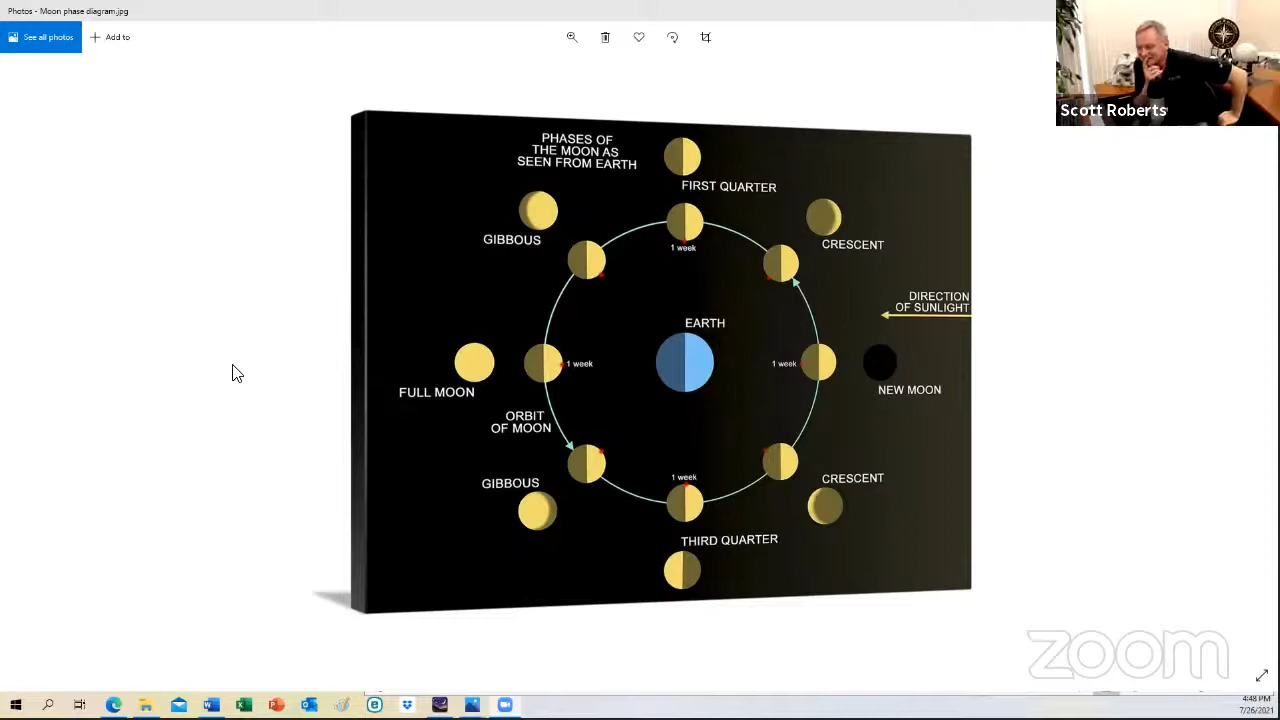 Photos - Moon phase diagram.jpg
See all photos
Add to
Scott Roberts
PHASES OF
THE MOON AS
SEEN FROM EARTH
FIRST QUARTER
GIBBOUS
CRESCENT
1 week
DIRECTION
OF SUNLIGHT
EARTH
1 week
1 week
FULL MOON
NEW MOON
ORBIT
OF MOON
GIBBOUS
1 week
CRESCENT
THIRD QUARTER
zoom
4:48 PM
7/26/2021